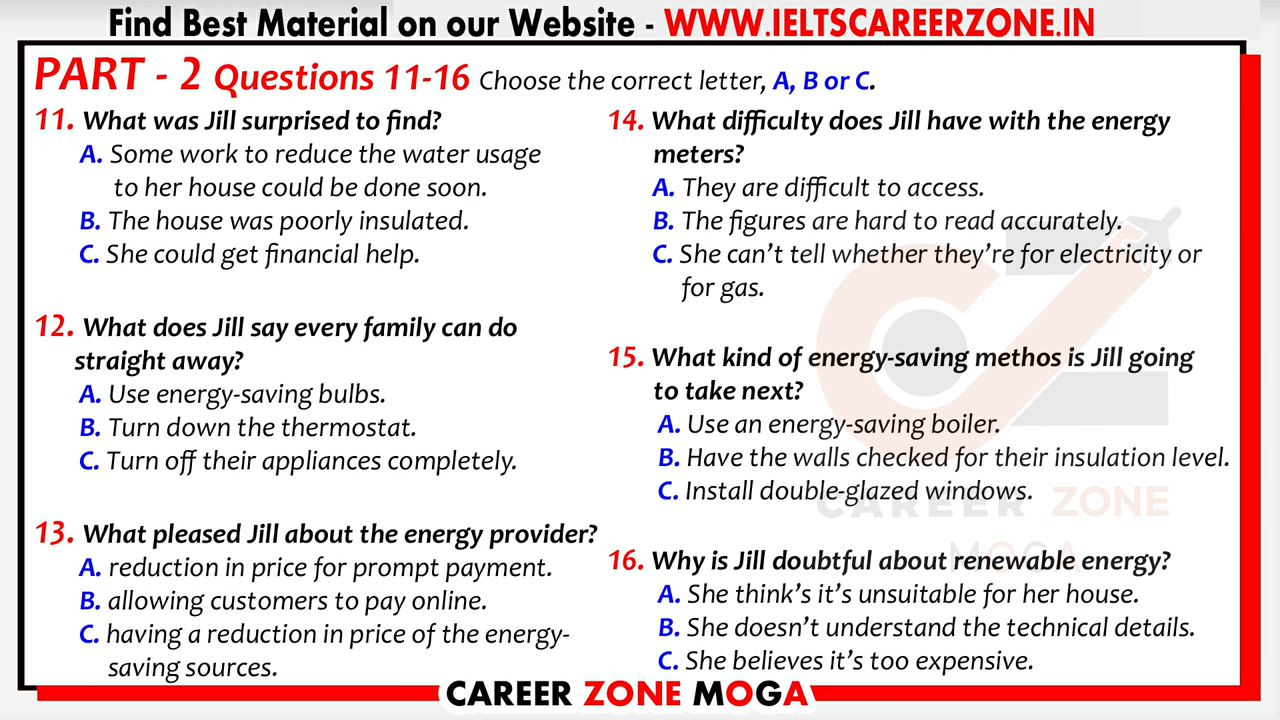 Find Best Material on our Website - WWW.IELTSCAREERZONE.IN
PART - 2 Questions 11-16 Choose the correct letter, A, B or C.
11. What was Jill surprised to find?
A. Some work to reduce the water usage
to her house could be done soon.
B. The house was poorly insulated.
C. She could get financial help.
12. What does Jill say every family can do
straight away?
A. Use energy-saving bulbs.
B. Turn down the thermostat.
C. Turn off their appliances completely.
13. What pleased Jill about the energy provider?
A. reduction in price for prompt payment.
B. allowing customers to pay online.
C. having a reduction in price of the energy-
saving sources.
14. What difficulty does Jill have with the energy
meters?
A. They are difficult to access.
B. The figures are hard to read accurately.
C. She can't tell whether they're for electricity or
for gas.
15. What kind of energy-saving methos is Jill going
to take next?
A. Use an energy-saving boiler.
B. Have the walls checked for their insulation level.
C. Install double-glazed windows.
CAREER ZONE
MOGA
16. Why is Jill doubtful about renewable energy?
A. She think's it's unsuitable for her house.
B. She doesn't understand the technical details.
C. She believes it's too expensive.
CAREER ZONE MOGA